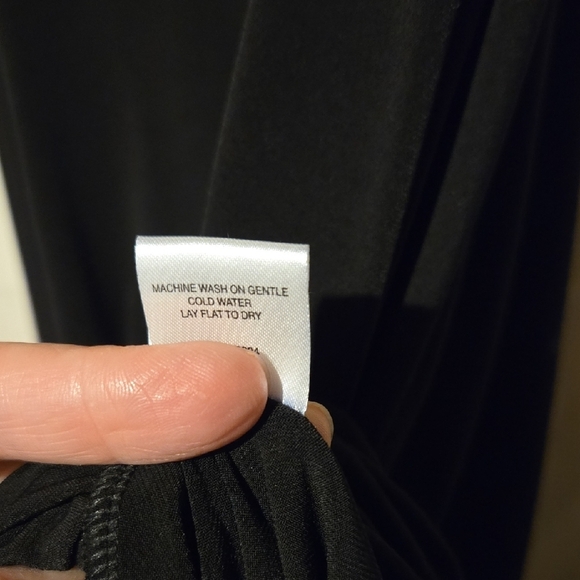 MACHINE WASH ON GENTLE
COLD WATER
LAY FLAT TO DRY